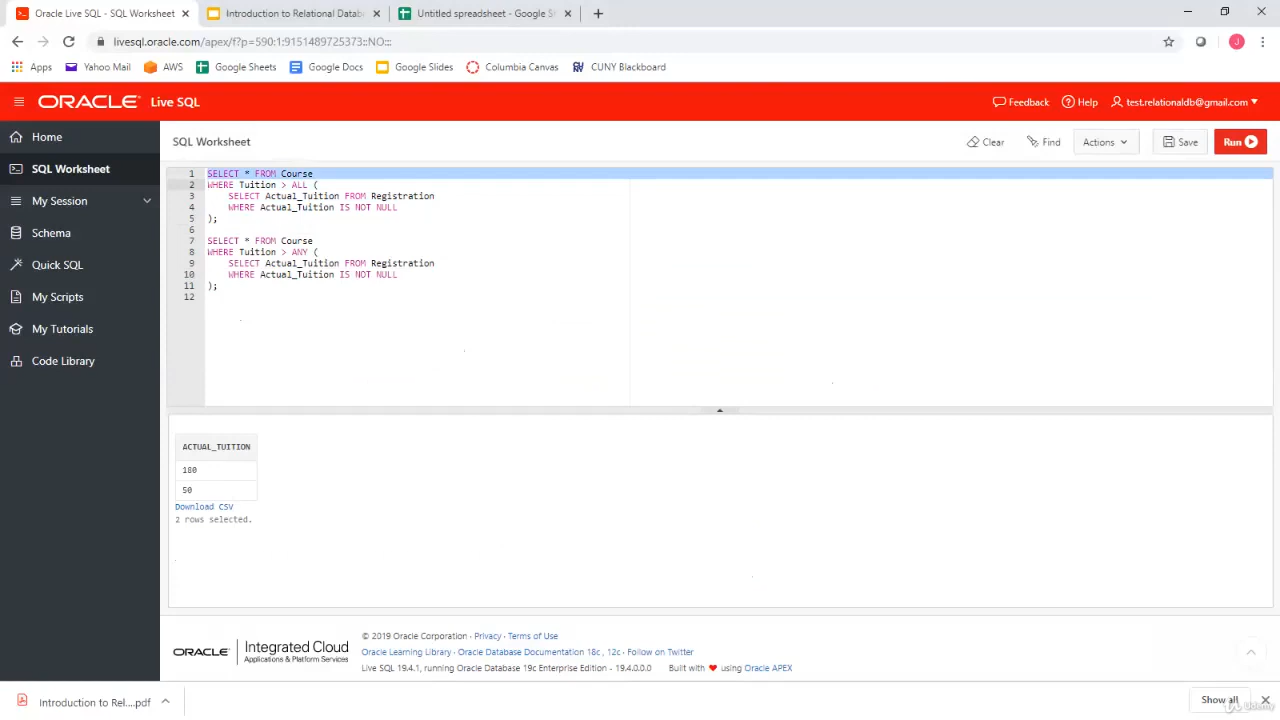 Oracle Live SQL - SQL Worksheet
Introduction to Relational Datab
Untitled spreadsheet - Google Sh
livesql.oracle.com/apex/f?p=590:1:9151489725373::NO:::
J
Apps
Yahoo Mail
AWS
Google Sheets
Google Docs
Google Slides
Columbia Canvas
CUNY Blackboard
ORACLE Live SQL
Feedback
Help
test.relationaldb@gmail.com
Home
SQL Worksheet
My Session
Schema
Quick SQL
My Scripts
My Tutorials
Code Library
SQL Worksheet
Clear
Find
Actions
Save
Run
1 SELECT * FROM Course
2 WHERE Tuition > ALL (
3 SELECT Actual_Tuition FROM Registration
4 WHERE Actual_Tuition IS NOT NULL
5 );
6
7 SELECT * FROM Course
8 WHERE Tuition > ANY (
9 SELECT Actual_Tuition FROM Registration
10 WHERE Actual_Tuition IS NOT NULL
11 );
12
ACTUAL_TUITION
180
50
Download CSV
2 rows selected.
ORACLE
Integrated Cloud
Applications & Platform Services
© 2019 Oracle Corporation · Privacy · Terms of Use
Oracle Learning Library · Oracle Database Documentation 18c, 12c · Follow on Twitter
Live SQL 19.4.1, running Oracle Database 19c Enterprise Edition - 19.4.0.0.0 Built with ❤ using Oracle APEX
Introduction to Rel....pdf
Show all
Udemy